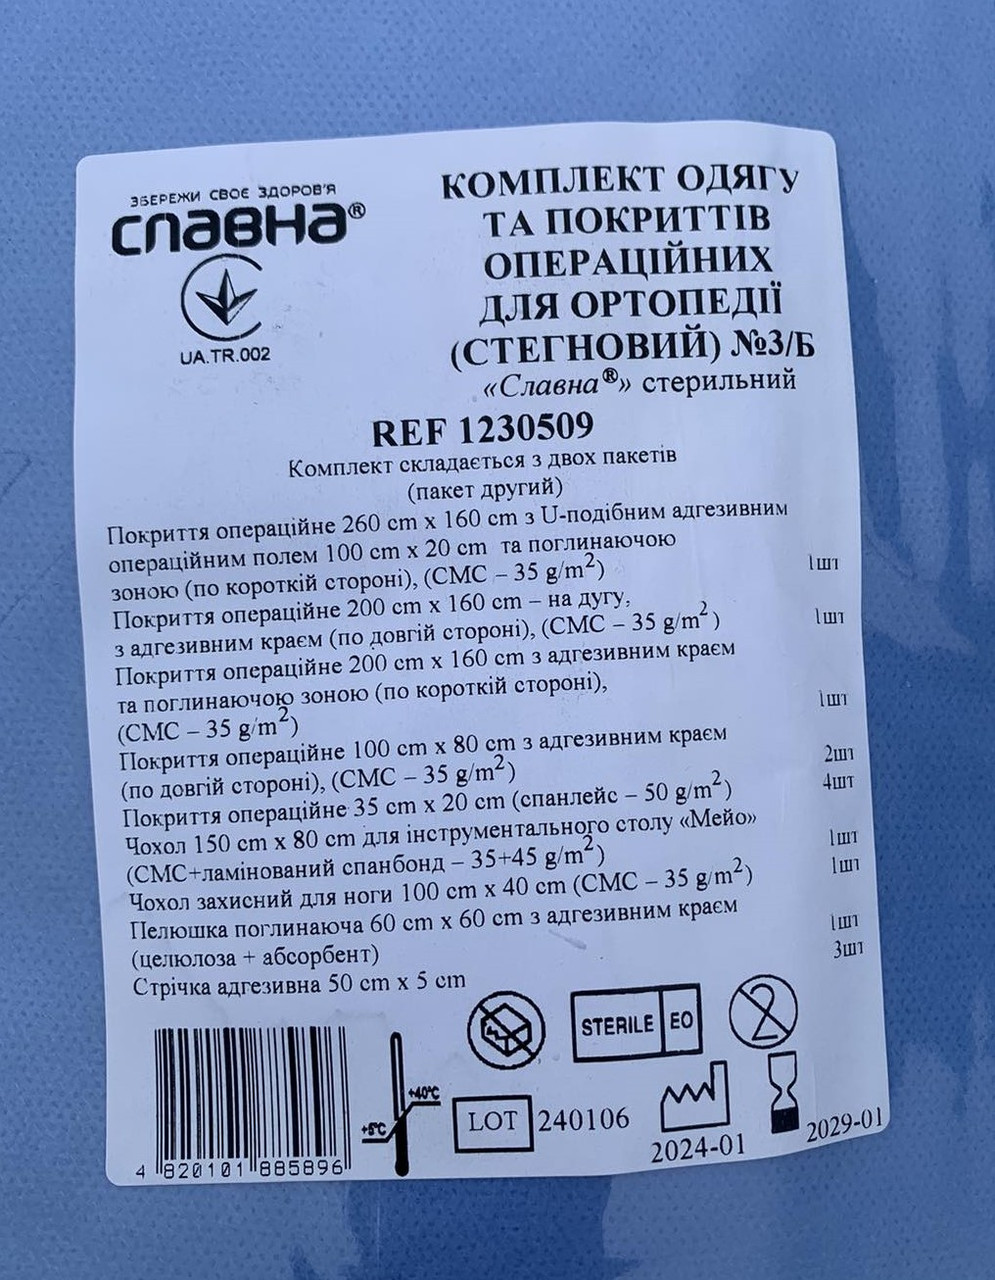 ЗБЕРЕЖИ СВОЄ ЗДОРОВ'Я
СЛАВНА®
UA.TR.002
КОМПЛЕКТ ОДЯГУ
ТА ПОКРИТТІВ
ОПЕРАЦІЙНИХ
ДЛЯ ОРТОПЕДІЇ
(СТЕГНОВИЙ) №3/Б
«Славна®» стерильний
REF 1230509
Комплект складається з двох пакетів
(пакет другий)
Покриття операційне 260 cm x 160 cm з U-подібним адгезивним
операційним полем 100 cm x 20 cm та поглинаючою
зоною (по короткій стороні), (СМС – 35 g/m²) 1шт
Покриття операційне 200 cm x 160 cm – на дугу,
з адгезивним краєм (по довгій стороні), (СМС – 35 g/m²) 1шт
Покриття операційне 200 cm x 160 cm з адгезивним краєм
та поглинаючою зоною (по короткій стороні),
(СМС – 35 g/m²) 1шт
Покриття операційне 100 cm x 80 cm з адгезивним краєм
(по довгій стороні), (СМС – 35 g/m²) 2шт
Покриття операційне 35 cm x 20 cm (спанлейс – 50 g/m²) 4шт
Чохол 150 cm x 80 cm для інструментального столу «Мейо»
(СМС+ламінований спанбонд – 35+45 g/m²) 1шт
Чохол захисний для ноги 100 cm x 40 cm (СМС – 35 g/m²) 1шт
Пелюшка поглинаюча 60 cm x 60 cm з адгезивним краєм
(целюлоза + абсорбент) 1шт
Стрічка адгезивна 50 cm x 5 cm 3шт
STERILE EO
2
+40°C
+5°C
LOT 240106
2024-01
2029-01
4 820101 885896